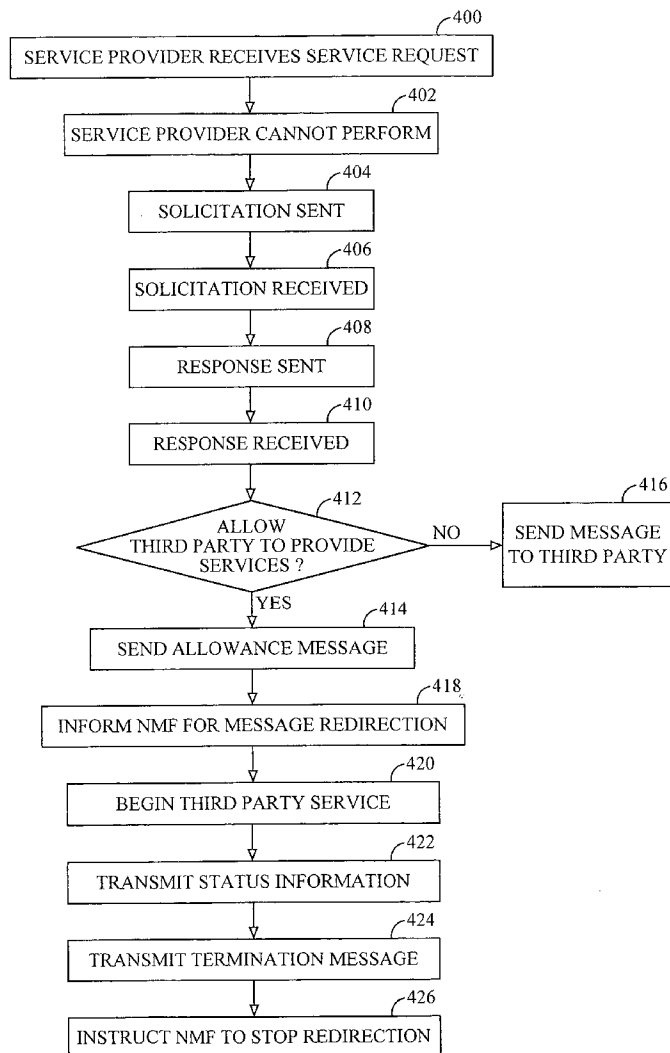 400
SERVICE PROVIDER RECEIVES SERVICE REQUEST
402
SERVICE PROVIDER CANNOT PERFORM
404
SOLICITATION SENT
406
SOLICITATION RECEIVED
408
RESPONSE SENT
410
RESPONSE RECEIVED
412
ALLOW
THIRD PARTY TO PROVIDE
SERVICES ?
NO
416
SEND MESSAGE
TO THIRD PARTY
YES
414
SEND ALLOWANCE MESSAGE
418
INFORM NMF FOR MESSAGE REDIRECTION
420
BEGIN THIRD PARTY SERVICE
422
TRANSMIT STATUS INFORMATION
424
TRANSMIT TERMINATION MESSAGE
426
INSTRUCT NMF TO STOP REDIRECTION